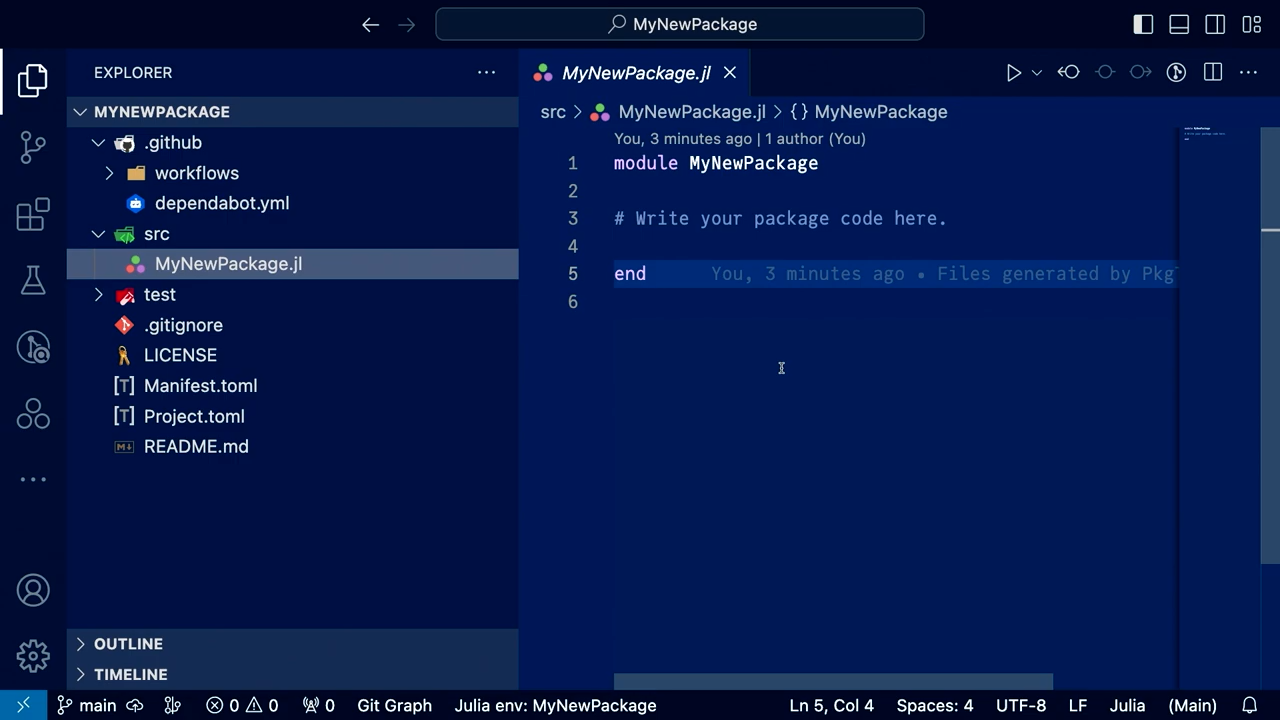 MyNewPackage
EXPLORER
MYNEWPACKAGE
.github
workflows
dependabot.yml
src
MyNewPackage.jl
test
.gitignore
LICENSE
[T] Manifest.toml
[T] Project.toml
README.md
OUTLINE
TIMELINE
MyNewPackage.jl
src > MyNewPackage.jl > {} MyNewPackage
You, 3 minutes ago | 1 author (You)
1 module MyNewPackage
2
3 # Write your package code here.
4
5 end You, 3 minutes ago • Files generated by Pkg
6
main 0 0 0 Git Graph Julia env: MyNewPackage Ln 5, Col 4 Spaces: 4 UTF-8 LF Julia (Main)